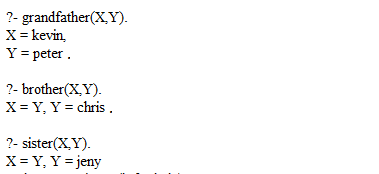 ?- grandfather(X,Y).
X = kevin,
Y = peter .
?- brother(X,Y).
X = Y, Y = chris .
?- sister(X,Y).
X = Y, Y = jeny